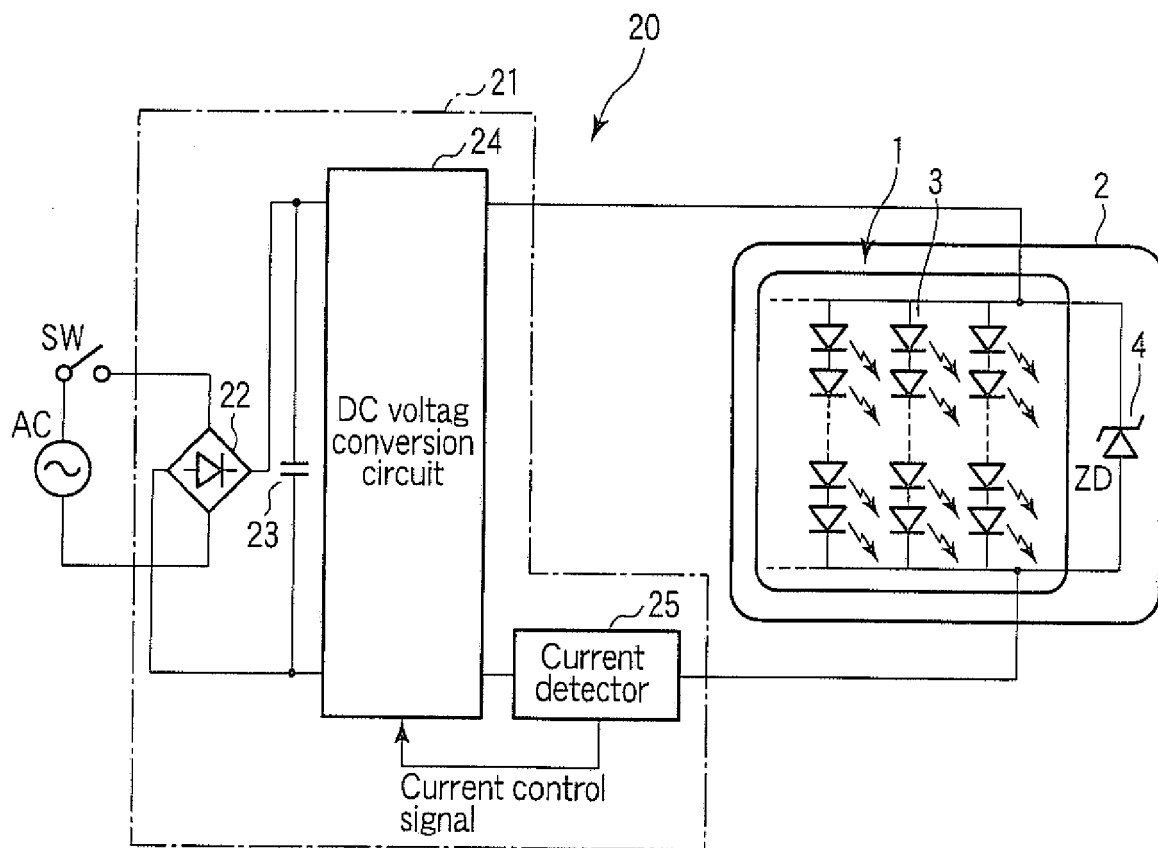 20
21
24
1
3
2
SW
22
4
AC
DC voltag
conversion
circuit
ZD
23
25
Current
detector
Current control
signal